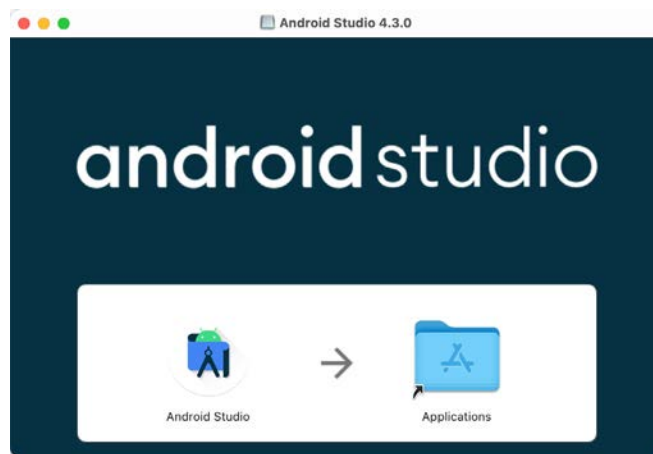 Android Studio 4.3.0
android studio
Android Studio
Applications